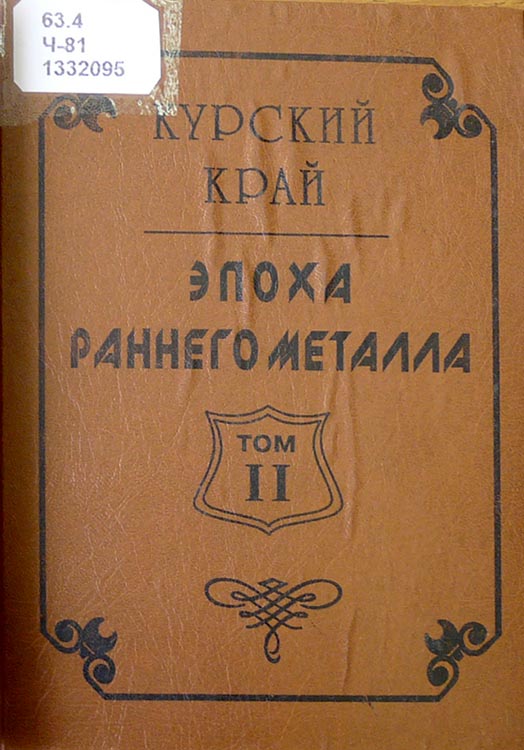 63.4
Ч-81
1332095
КУРСКИЙ
КРАЙ
ЭПОХА
РАННЕГО МЕТАЛЛА
ТОМ
II